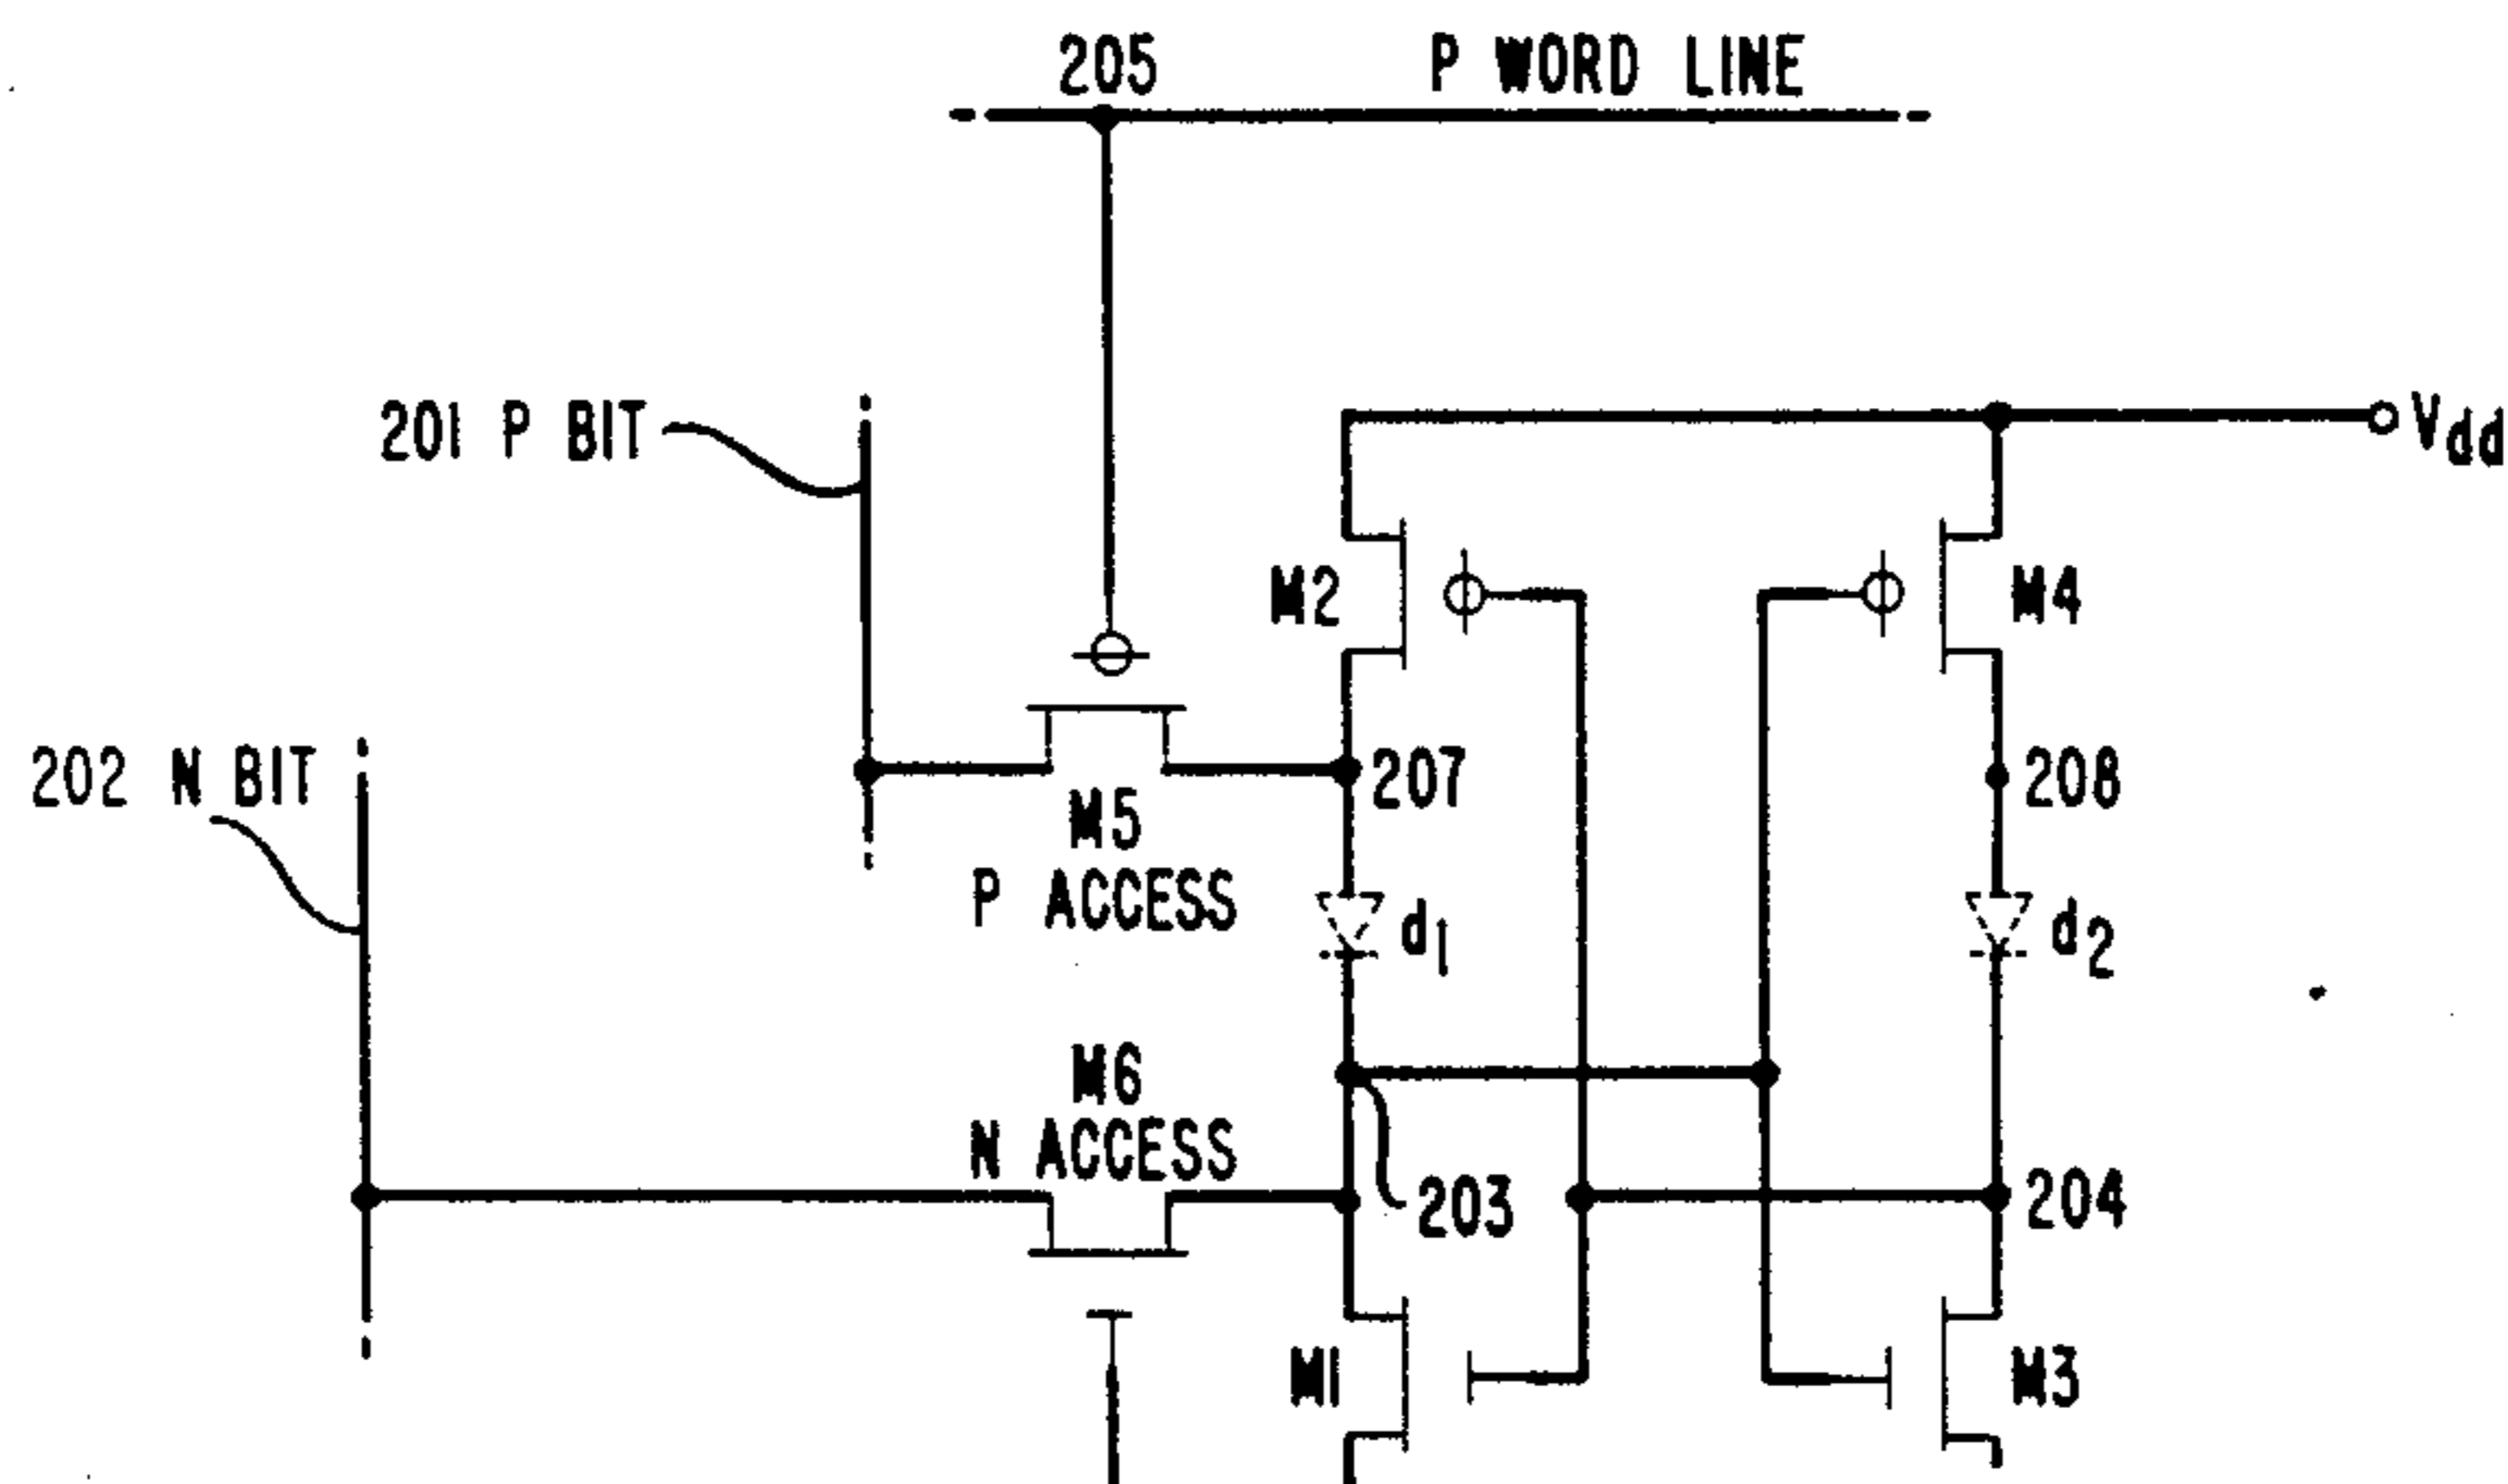 205
P WORD LINE
201 P BIT
Vdd
M2
M4
202 N BIT
207
208
M5
P ACCESS
d1
d2
M6
N ACCESS
203
204
M1
M3